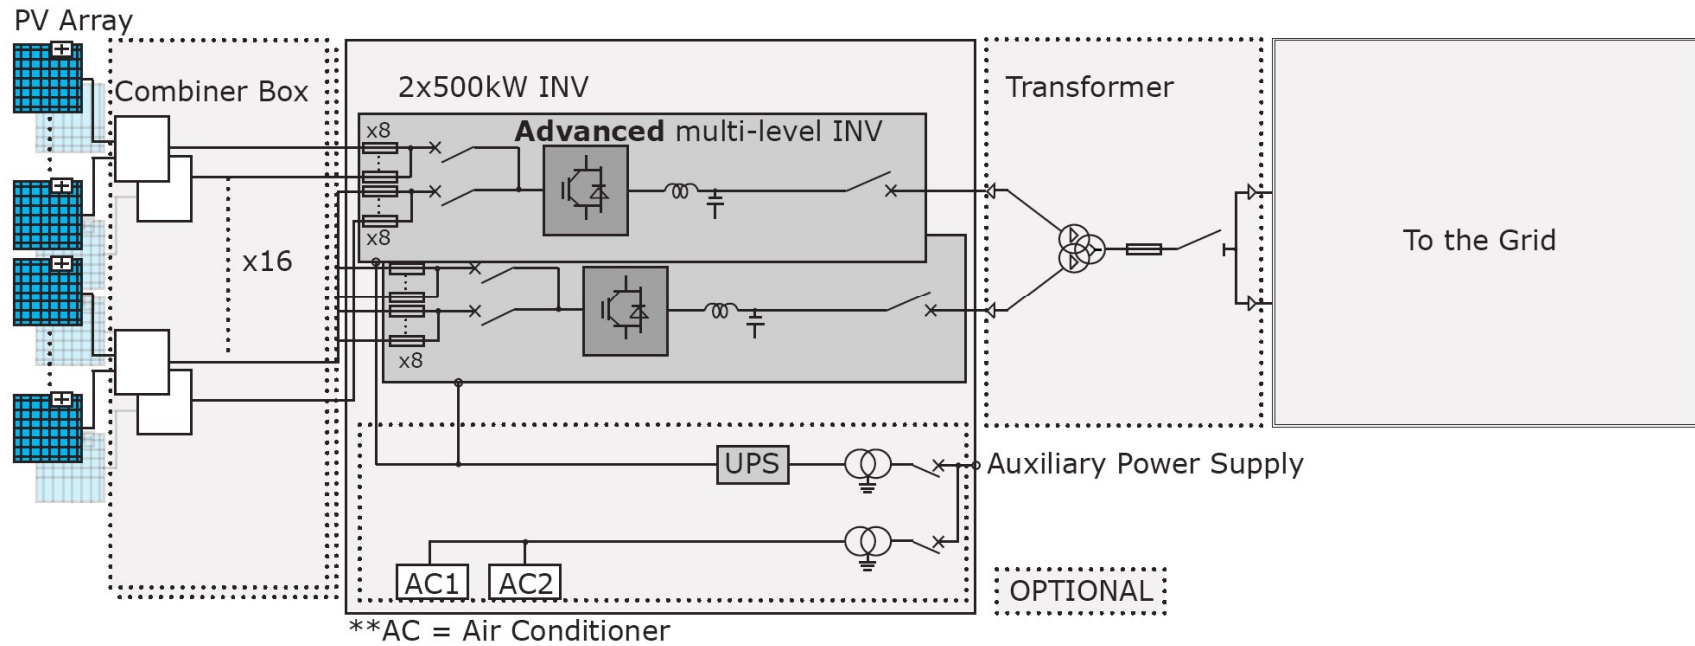 PV Array
Combiner Box
x16
2x500kW INV
x8
Advanced multi-level INV
x8
x8
UPS
AC1
AC2
Transformer
To the Grid
Auxiliary Power Supply
OPTIONAL
**AC = Air Conditioner